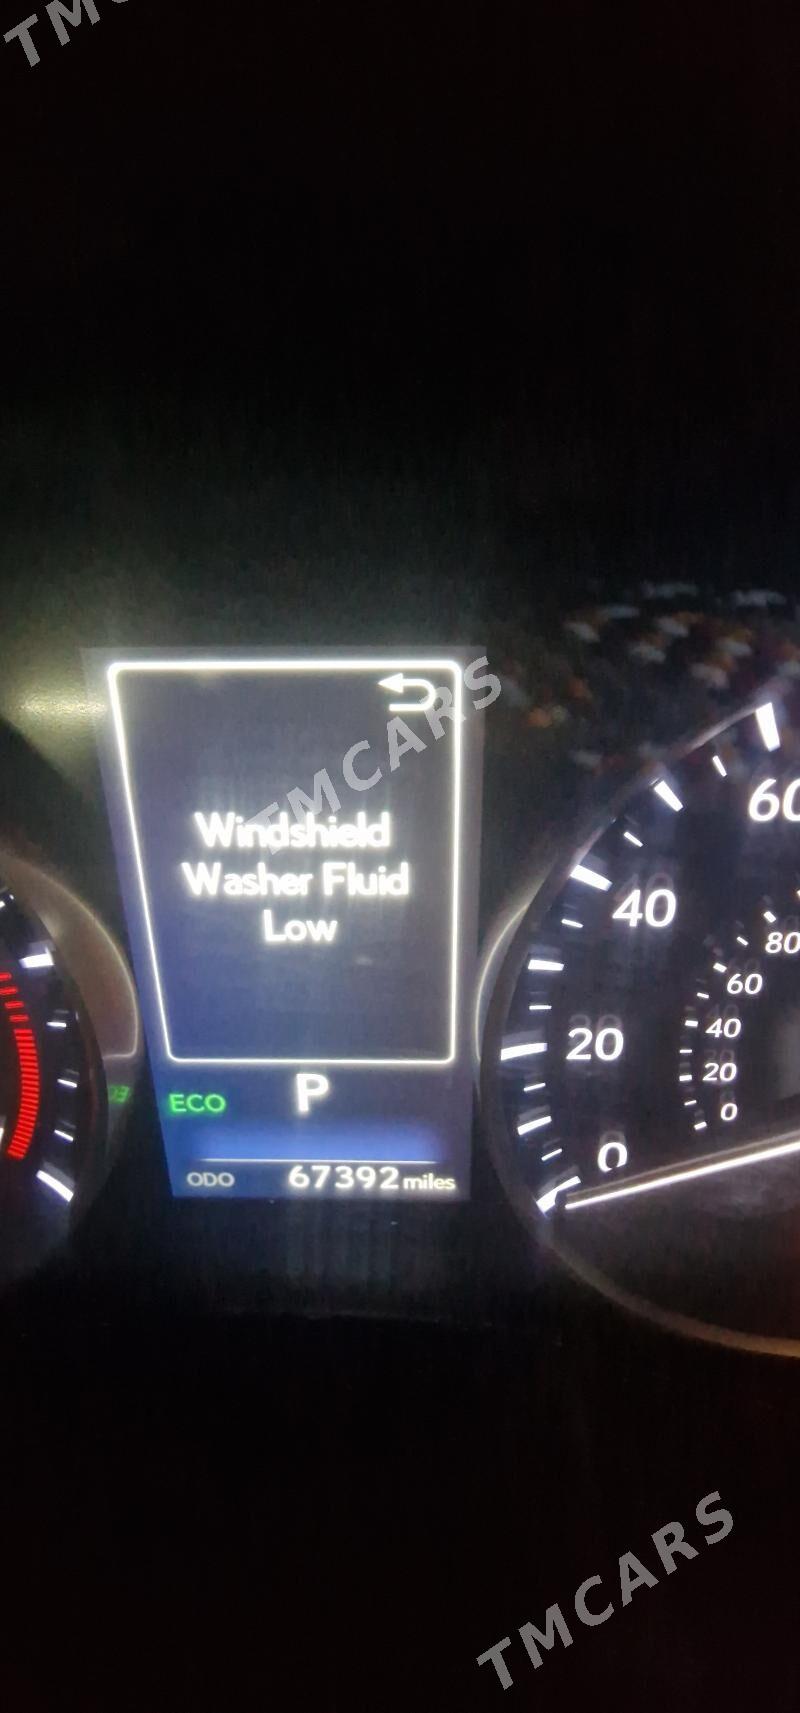 TMCARS
Windshield
Washer Fluid
Low
P
ECO
ODO 67392 miles
60
40
20
0
80
60
40
20
0
TMCARS